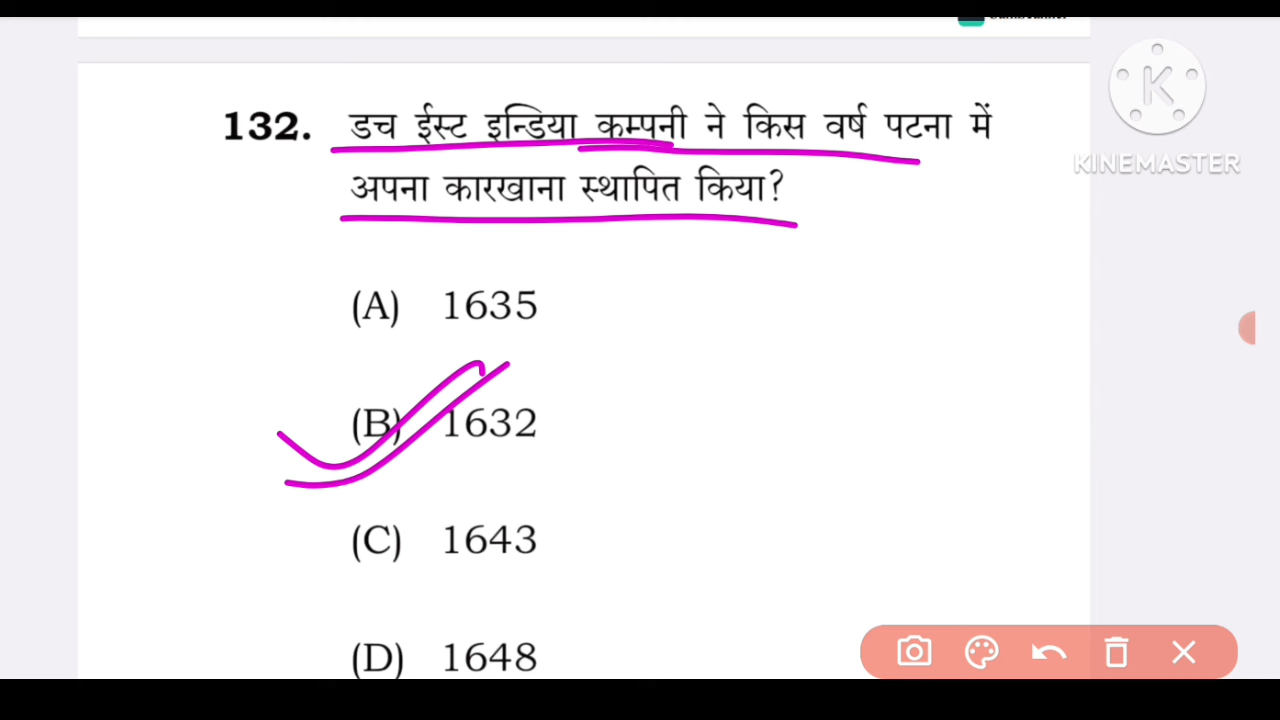 132. डच ईस्ट इन्डिया कम्पनी ने किस वर्ष पटना में
अपना कारखाना स्थापित किया?
(A) 1635
(B) 1632
(C) 1643
(D) 1648
K
KINEMASTER